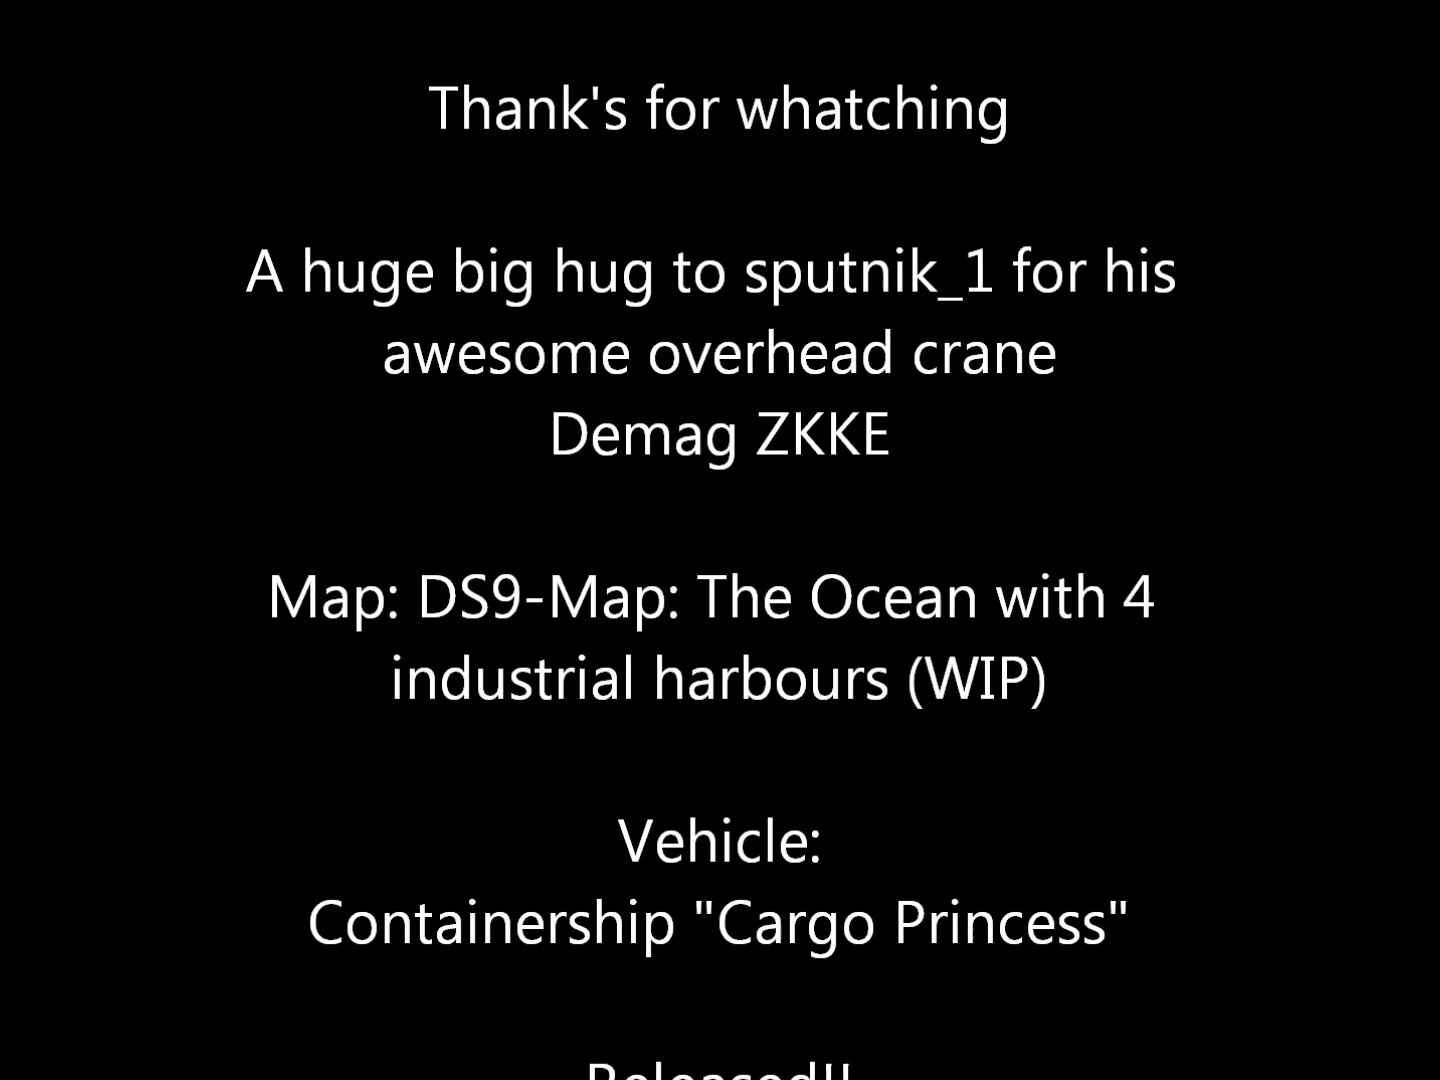 Thank's for whatching
A huge big hug to sputnik_1 for his
awesome overhead crane
Demag ZKKE
Map: DS9-Map: The Ocean with 4
industrial harbours (WIP)
Vehicle:
Containership "Cargo Princess"
Released!!